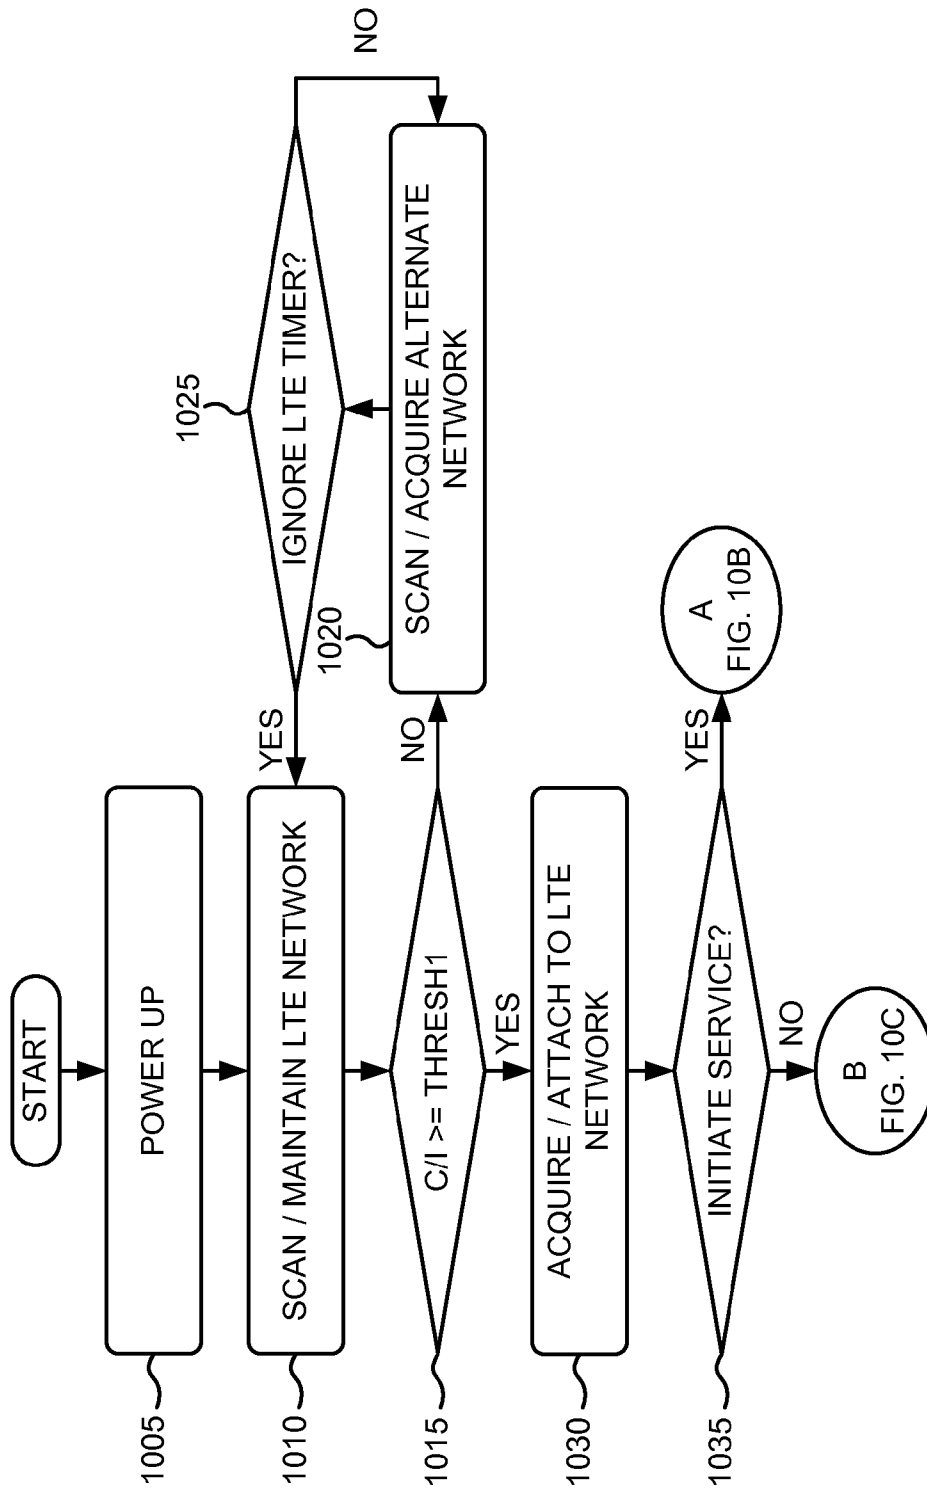 START
1005
POWER UP
1010
SCAN / MAINTAIN LTE NETWORK
YES
1025
IGNORE LTE TIMER?
NO
1015
C/I >= THRESH1
NO
1020
SCAN / ACQUIRE ALTERNATE
NETWORK
YES
1030
ACQUIRE / ATTACH TO LTE
NETWORK
1035
INITIATE SERVICE?
YES
A
FIG. 10B
NO
B
FIG. 10C